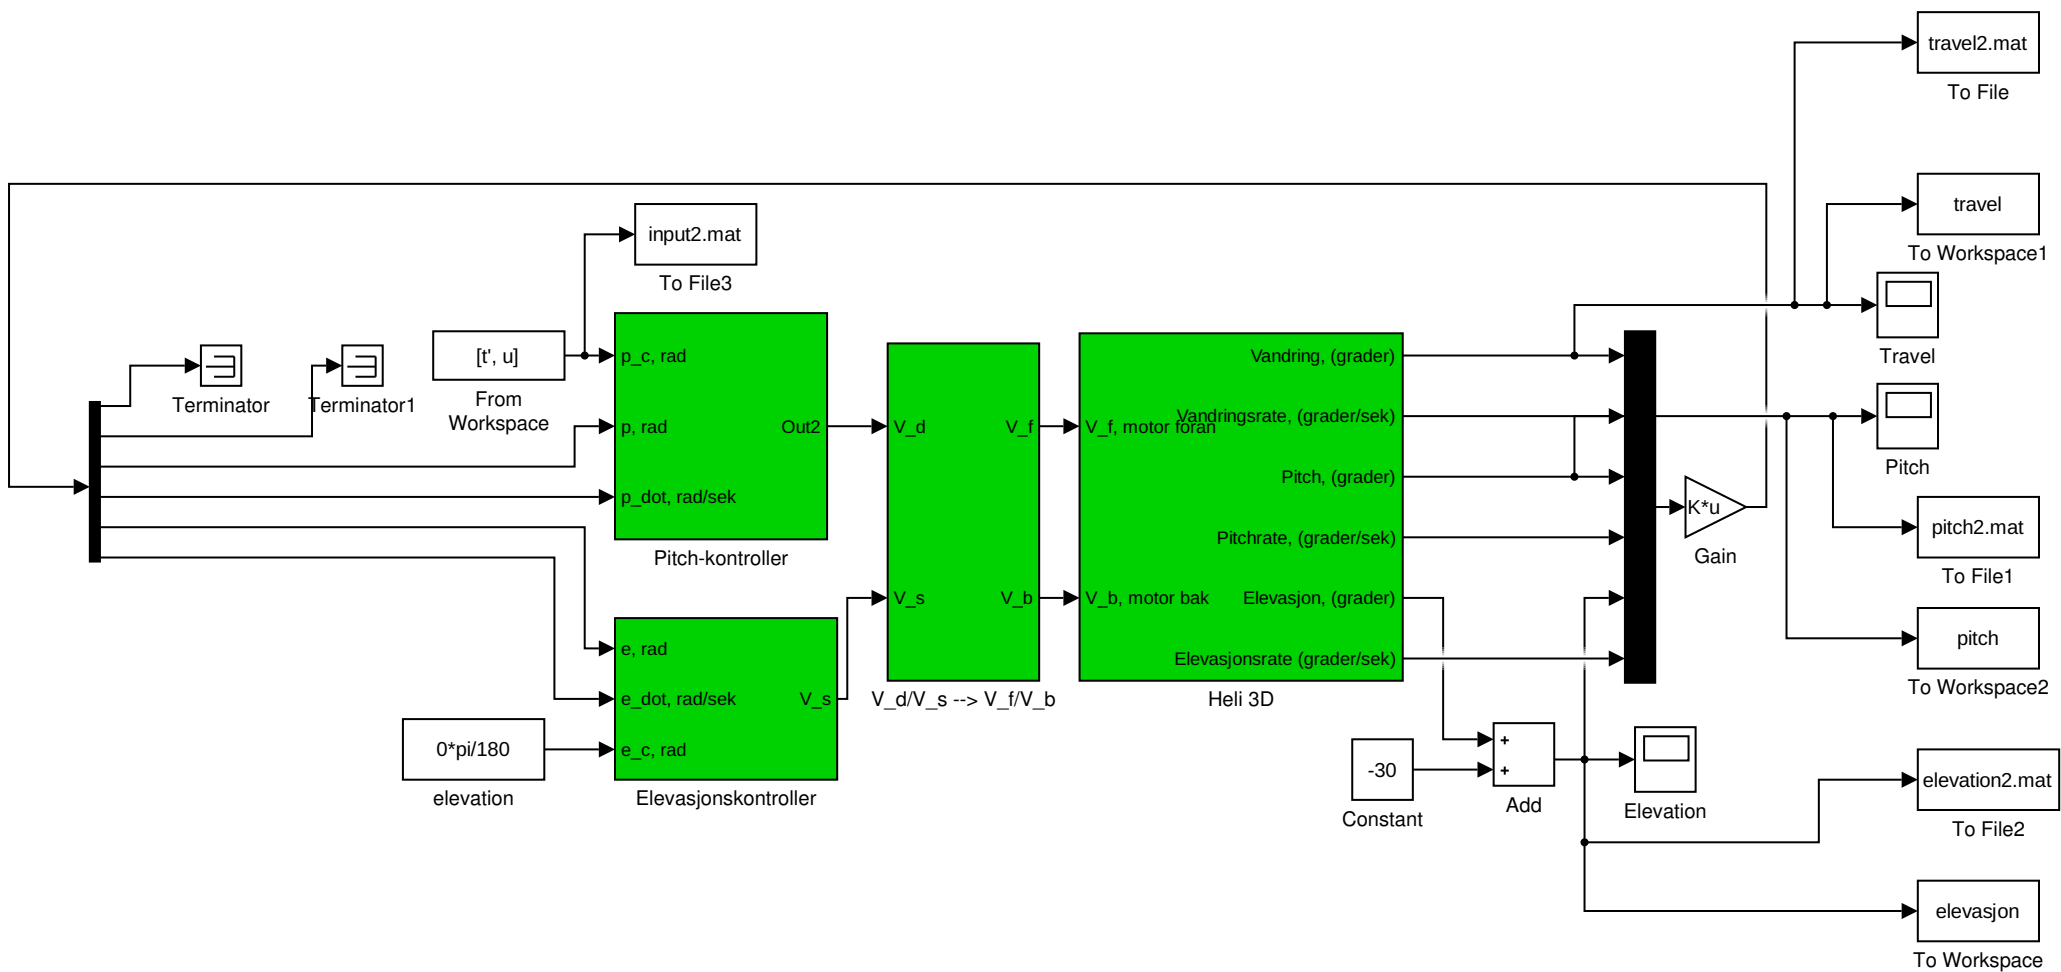 travel2.mat
To File
travel
To Workspace1
input2.mat
To File3
Travel
Terminator
Terminator1
[t', u]
From
Workspace
p_c, rad
p, rad
p_dot, rad/sek
Out2
Pitch-kontroller
V_d
V_s
V_f
V_b
V_d/V_s --> V_f/V_b
V_f, motor foran
V_b, motor bak
Vandring, (grader)
Vandringsrate, (grader/sek)
Pitch, (grader)
Pitchrate, (grader/sek)
Elevasjon, (grader)
Elevasjonsrate (grader/sek)
Heli 3D
K*u
Gain
Pitch
pitch2.mat
To File1
pitch
To Workspace2
0*pi/180
elevation
e, rad
e_dot, rad/sek
e_c, rad
V_s
Elevasjonskontroller
-30
Constant
+
+
Add
Elevation
elevation2.mat
To File2
elevasjon
To Workspace